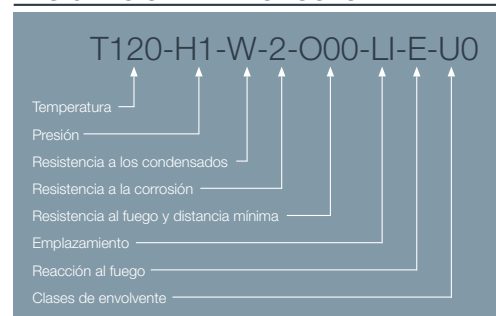 T120-H1-W-2-O00-LI-E-U0
Temperatura
Presión
Resistencia a los condensados
Resistencia a la corrosión
Resistencia al fuego y distancia mínima
Emplazamiento
Reacción al fuego
Clases de envolvente